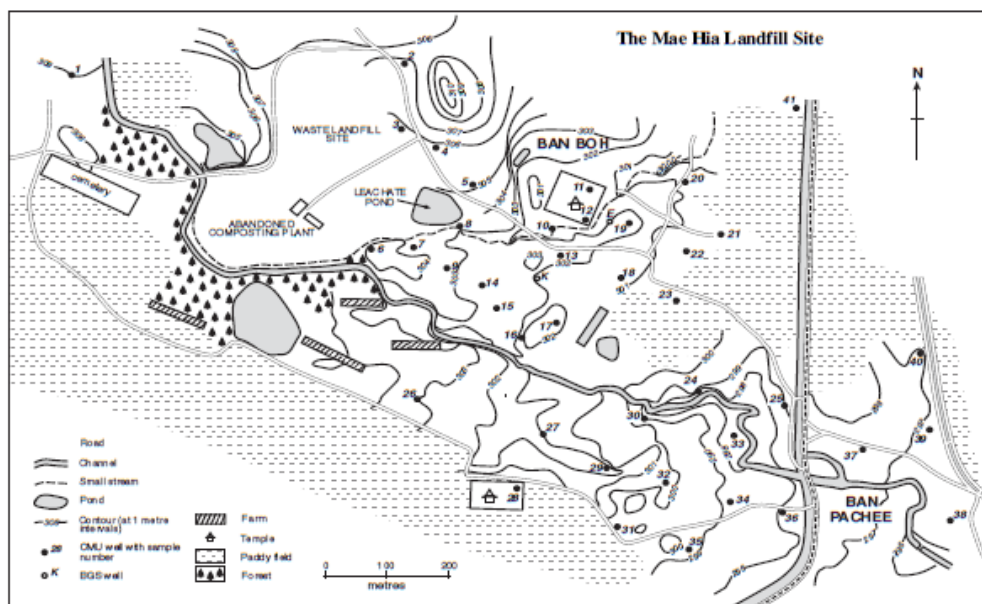 The Mae Hia Landfill Site
N
WASTE LANDFILL
SITE
BAN BOH
LEACHATE
POND
cemetery
ABANDONED
COMPOSTING PLANT
BAN
PACHEE
1
2
3
4
5
6
7
8
9
10
11
12
13
14
15
16
17
18
19
20
21
22
23
24
25
26
27
28
29
30
31
32
33
34
35
36
37
38
39
40
41
E
K
Road
Channel
Small stream
Pond
Contour (at 1 metre
intervals)
CMU well with sample
number
BGS well
Farm
Temple
Paddy field
Forest
0 100 200
metres